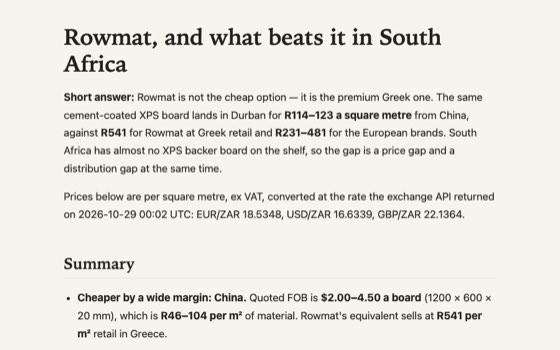 Rowmat, and what beats it in South
Africa
Short answer: Rowmat is not the cheap option — it is the premium Greek one. The same
cement-coated XPS board lands in Durban for R114–123 a square metre from China,
against R541 for Rowmat at Greek retail and R231–481 for the European brands. South
Africa has almost no XPS backer board on the shelf, so the gap is a price gap and a
distribution gap at the same time.
Prices below are per square metre, ex VAT, converted at the rate the exchange API returned
on 2026-10-29 00:02 UTC: EUR/ZAR 18.5348, USD/ZAR 16.6339, GBP/ZAR 22.1364.
Summary
• Cheaper by a wide margin: China. Quoted FOB is $2.00–4.50 a board (1200 × 600 ×
20 mm), which is R46–104 per m² of material. Rowmat's equivalent sells at R541 per
m² retail in Greece.